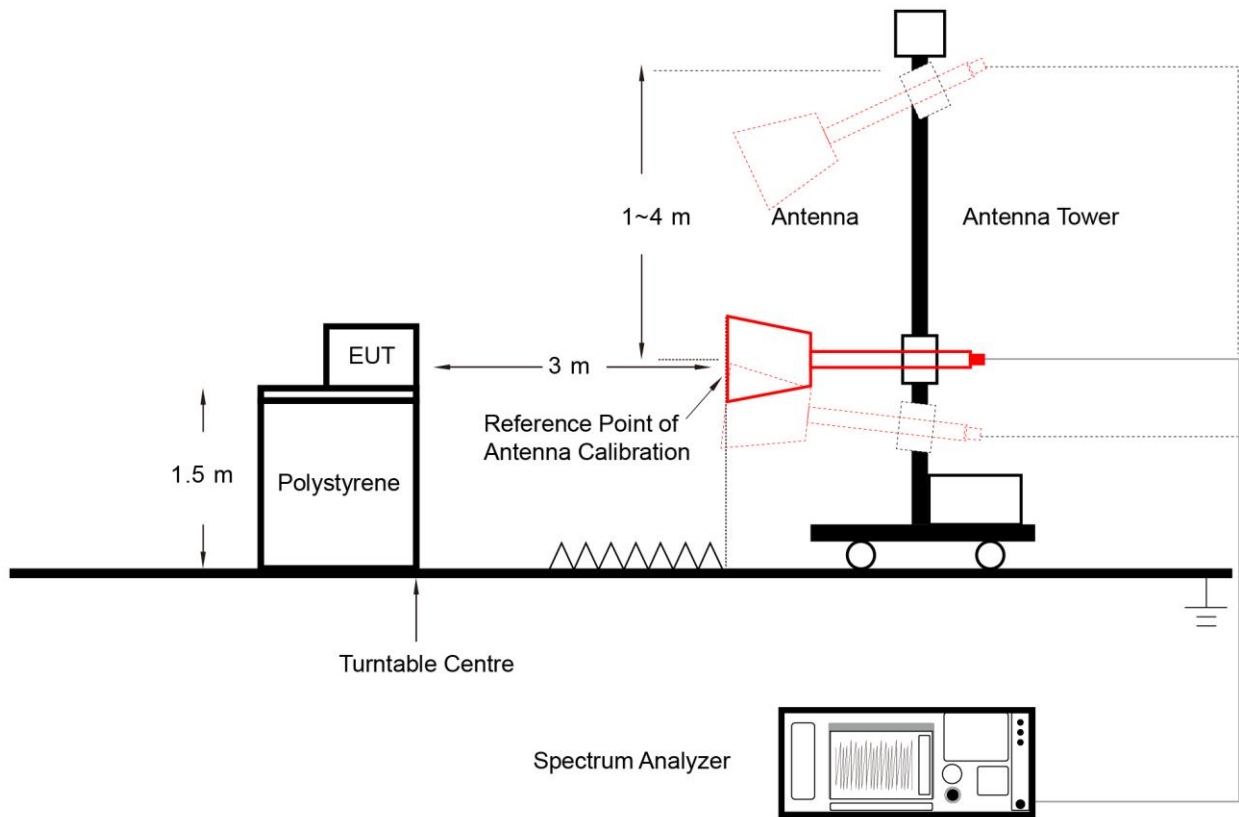 1~4 m
Antenna
Antenna Tower
EUT
3 m
Reference Point of
Antenna Calibration
1.5 m
Polystyrene
Turntable Centre
Spectrum Analyzer